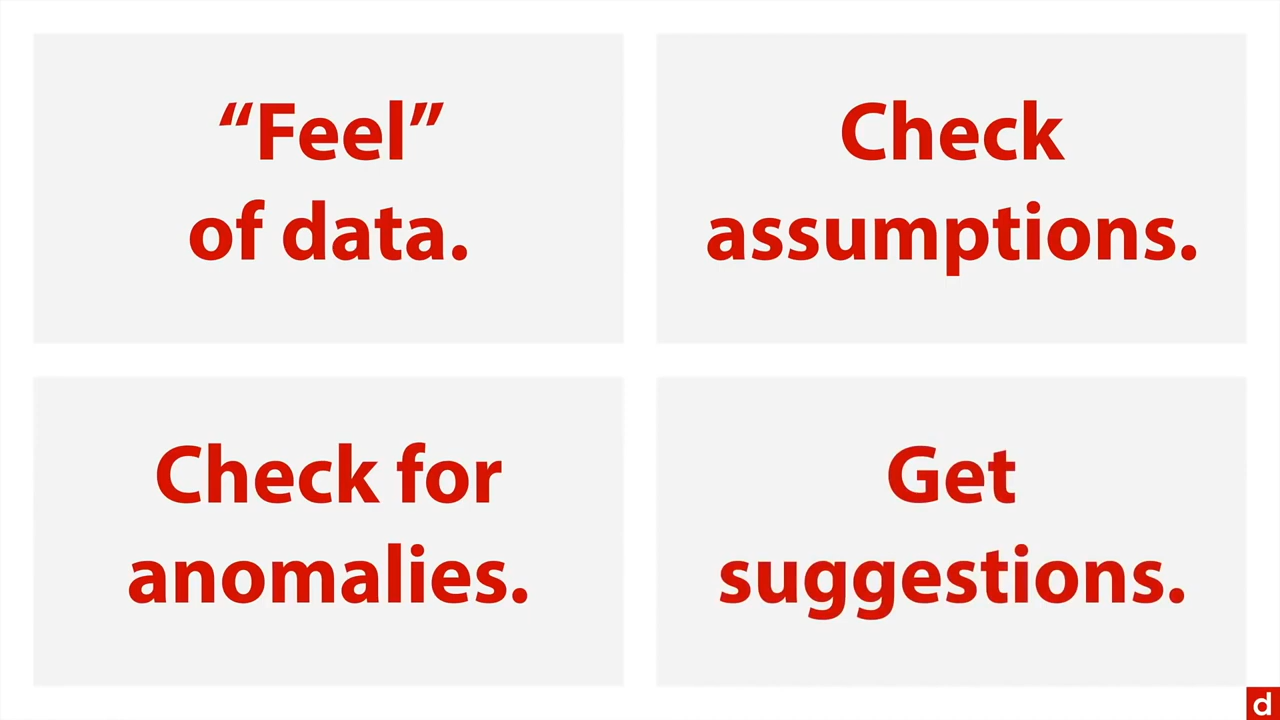 “Feel”
of data.
Check
assumptions.
Check for
anomalies.
Get
suggestions.
d